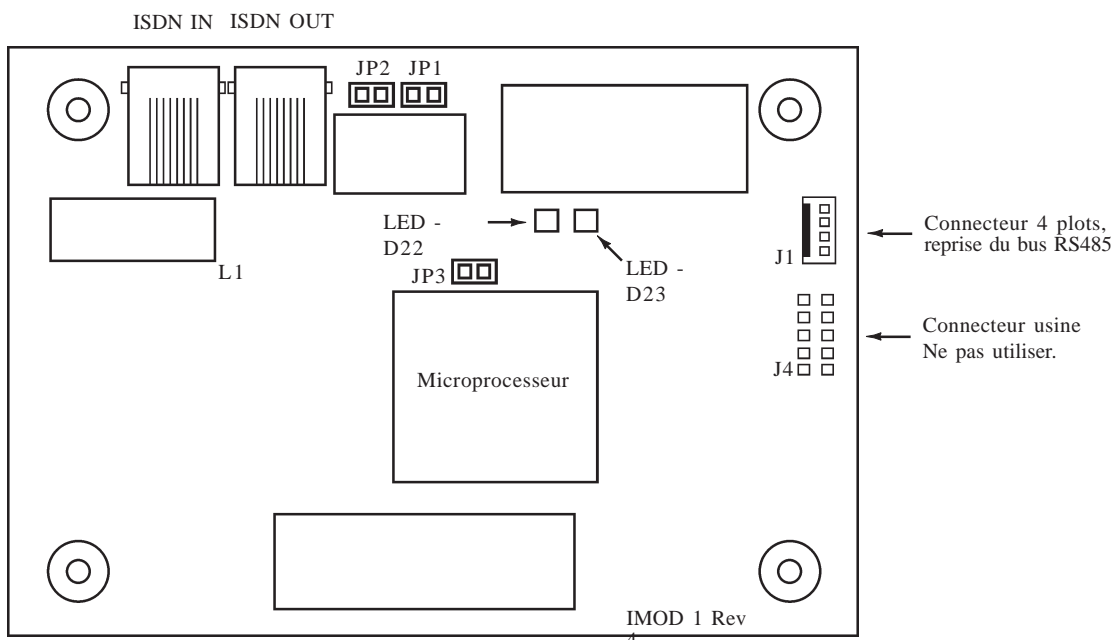 ISDN IN ISDN OUT
JP2 JP1
LED -
D22
LED -
D23
L1
JP3
J1
Connecteur 4 plots,
reprise du bus RS485
Microprocesseur
J4
Connecteur usine
Ne pas utiliser.
IMOD 1 Rev